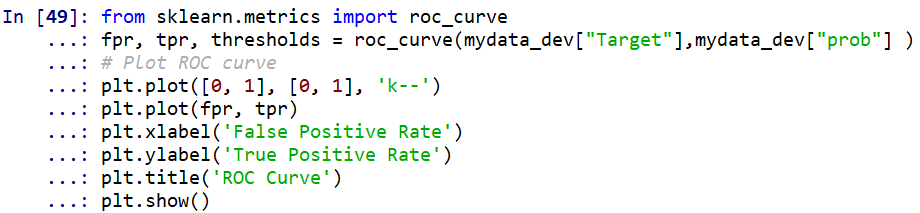 In [49]: from sklearn.metrics import roc_curve
    ...: fpr, tpr, thresholds = roc_curve(mydata_dev["Target"],mydata_dev["prob"] )
    ...: # Plot ROC curve
    ...: plt.plot([0, 1], [0, 1], 'k--')
    ...: plt.plot(fpr, tpr)
    ...: plt.xlabel('False Positive Rate')
    ...: plt.ylabel('True Positive Rate')
    ...: plt.title('ROC Curve')
    ...: plt.show()